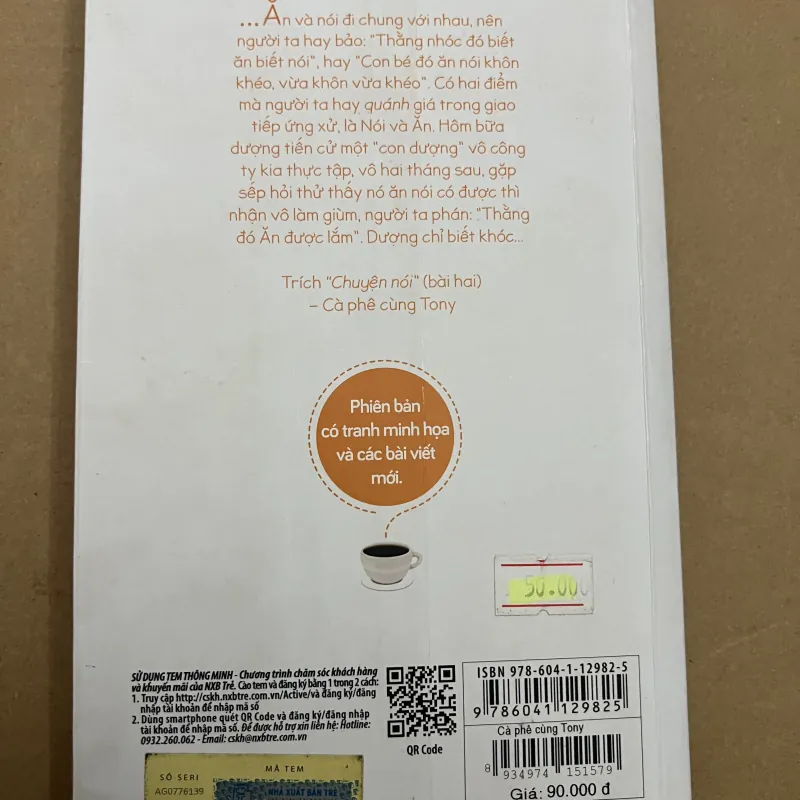 ...Ăn và nói đi chung với nhau, nên
người ta hay bảo: "Thằng nhóc đó biết
ăn biết nói", hay "Con bé đó ăn nói khôn
khéo, vừa khôn vừa khéo". Có hai điểm
mà người ta hay quánh giá trong giao
tiếp ứng xử, là Nói và Ăn. Hôm bữa
dượng tiến cử một "con dượng" vô công
ty kia thực tập, vô hai tháng sau, gặp
sếp hỏi thử thấy nó ăn nói có được thì
nhận vô làm giùm, người ta phán: "Thằng
đó Ăn được lắm". Dượng chỉ biết khóc...
Trích "Chuyện nói" (bài hai)
– Cà phê cùng Tony
Phiên bản
có tranh minh họa
và các bài viết
mới.
50.000
SỬ DỤNG TEM THÔNG MINH - Chương trình chăm sóc khách hàng
và khuyến mãi của NXB Trẻ. Cào tem và đăng ký bằng 1 trong 2 cách:
1. Truy cập http://cskh.nxbtre.com.vn/Active/và đăng ký/đăng
nhập tài khoản để nhập mã số
2. Dùng smartphone quét QR Code và đăng ký/đăng nhập
tài khoản để nhập mã số. Để được hỗ trợ xin liên hệ: Hotline:
0932.260.062 - Email: cskh@nxbtre.com.vn
QR Code
ISBN 978-604-1-12982-5
9 786041 129825
Cà phê cùng Tony
8 934974 151579
Giá: 90.000 đ
SỐ SERI
AG0776139
MÃ TEM
NHÀ XUẤT BẢN TRẺ